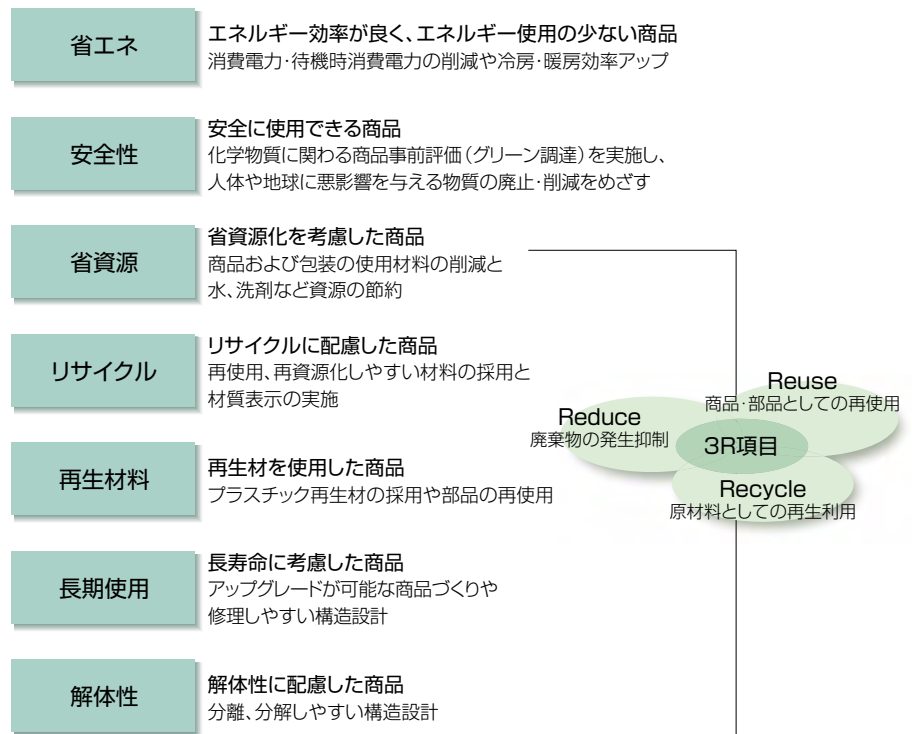 省エネ
エネルギー効率が良く、エネルギー使用の少ない商品
消費電力・待機時消費電力の削減や冷房・暖房効率アップ
安全性
安全に使用できる商品
化学物質に関わる商品事前評価（グリーン調達）を実施し、
人体や地球に悪影響を与える物質の廃止・削減をめざす
省資源
省資源化を考慮した商品
商品および包装の使用材料の削減と
水、洗剤など資源の節約
リサイクル
リサイクルに配慮した商品
再使用、再資源化しやすい材料の採用と
材質表示の実施
再生材料
再生材を使用した商品
プラスチック再生材の採用や部品の再使用
長期使用
長寿命に考慮した商品
アップグレードが可能な商品づくりや
修理しやすい構造設計
解体性
解体性に配慮した商品
分離、分解しやすい構造設計
Reuse
商品・部品としての再使用
Reduce
廃棄物の発生抑制
3R項目
Recycle
原材料としての再生利用